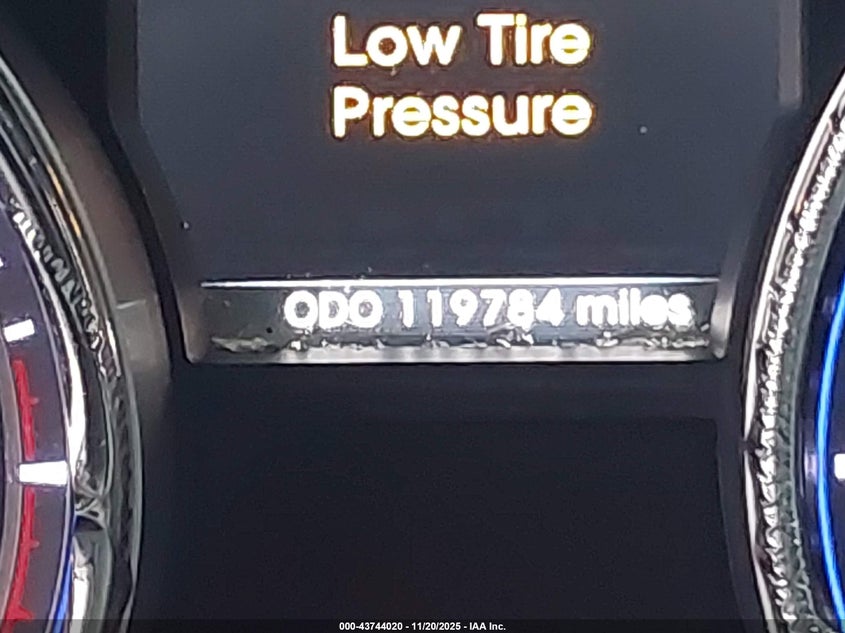 Low Tire
Pressure
ODO 119784 miles
000-43744020 - 11/20/2025 - IAA Inc.